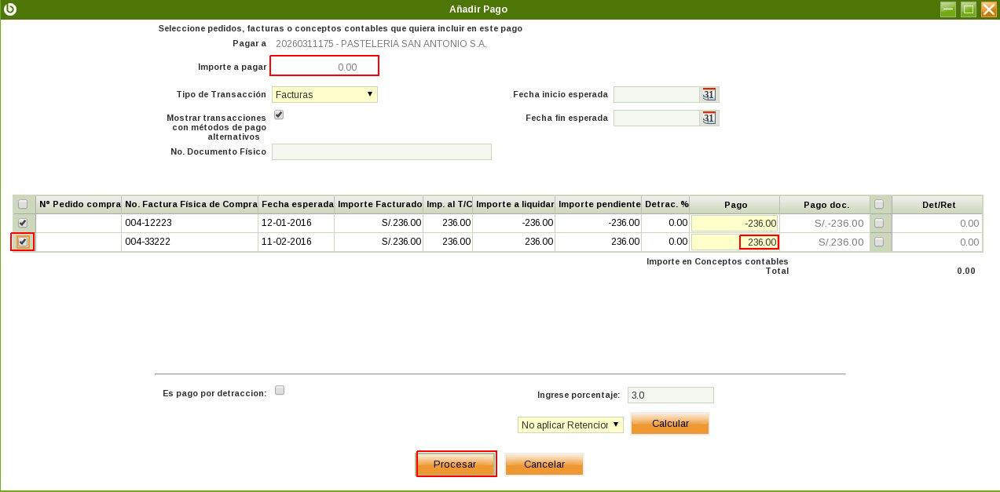 Añadir Pago
Seleccione pedidos, facturas o conceptos contables que quiera incluir en este pago
Pagar a 20260311175 - PASTELERIA SAN ANTONIO S.A.
Importe a pagar 0.00
Tipo de Transacción Facturas Fecha inicio esperada 31
Mostrar transacciones
con métodos de pago
alternativos
Fecha fin esperada 31
No. Documento Físico
Nº Pedido compra No. Factura Física de Compra Fecha esperada Importe Facturado Imp. al T/C Importe a liquidar Importe pendiente Detrac. % Pago Pago doc. Det/Ret
004-12223 12-01-2016 S/.236.00 236.00 -236.00 -236.00 0.00 -236.00 S/.-236.00 0.00
004-33222 11-02-2016 S/.236.00 236.00 236.00 236.00 0.00 236.00 S/.236.00 0.00
Importe en Conceptos contables
Total 0.00
Es pago por detraccion: Ingrese porcentaje: 3.0
No aplicar Retencion Calcular
Procesar Cancelar